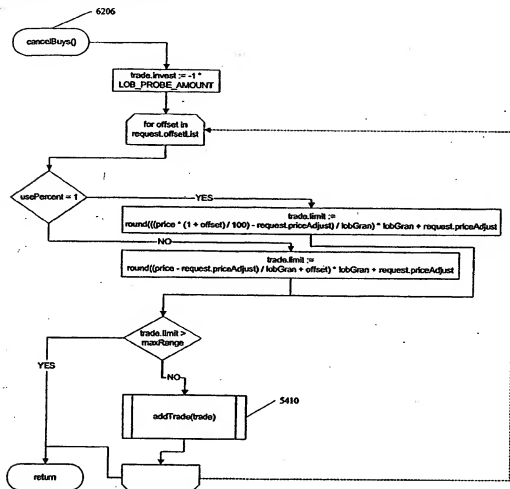 6206
cancelBuys()
trade.invest := -1 *
LOB_PROBE_AMOUNT
for offset in
request.offsetList
usePercent = 1
YES
trade.limit :=
round(((price * (1 + offset) / 100) - request.priceAdjust) / lobGran) * lobGran + request.priceAdjust
NO
trade.limit :=
round((price - request.priceAdjust) / lobGran + offset) * lobGran + request.priceAdjust
trade.limit >
maxRange
YES
NO
addTrade(trade)
5410
return